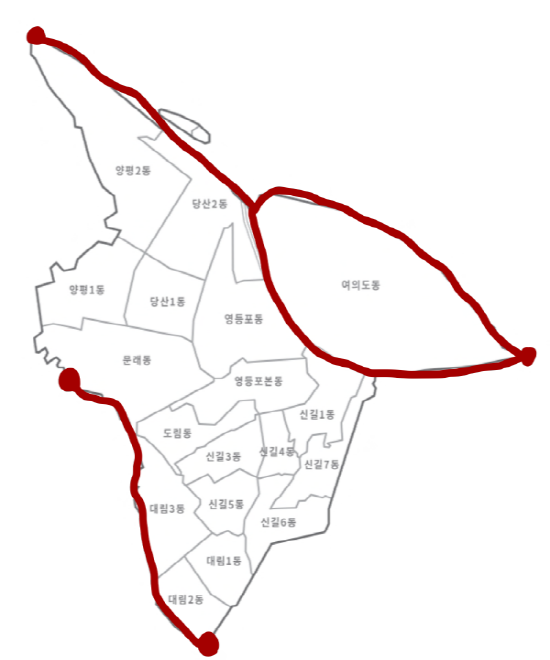 양평2동
당산2동
여의도동
양평1동
당산1동
영등포동
문래동
영등포본동
신길1동
도림동
신길3동
신길4동
신길7동
대림3동
신길5동
신길6동
대림1동
대림2동